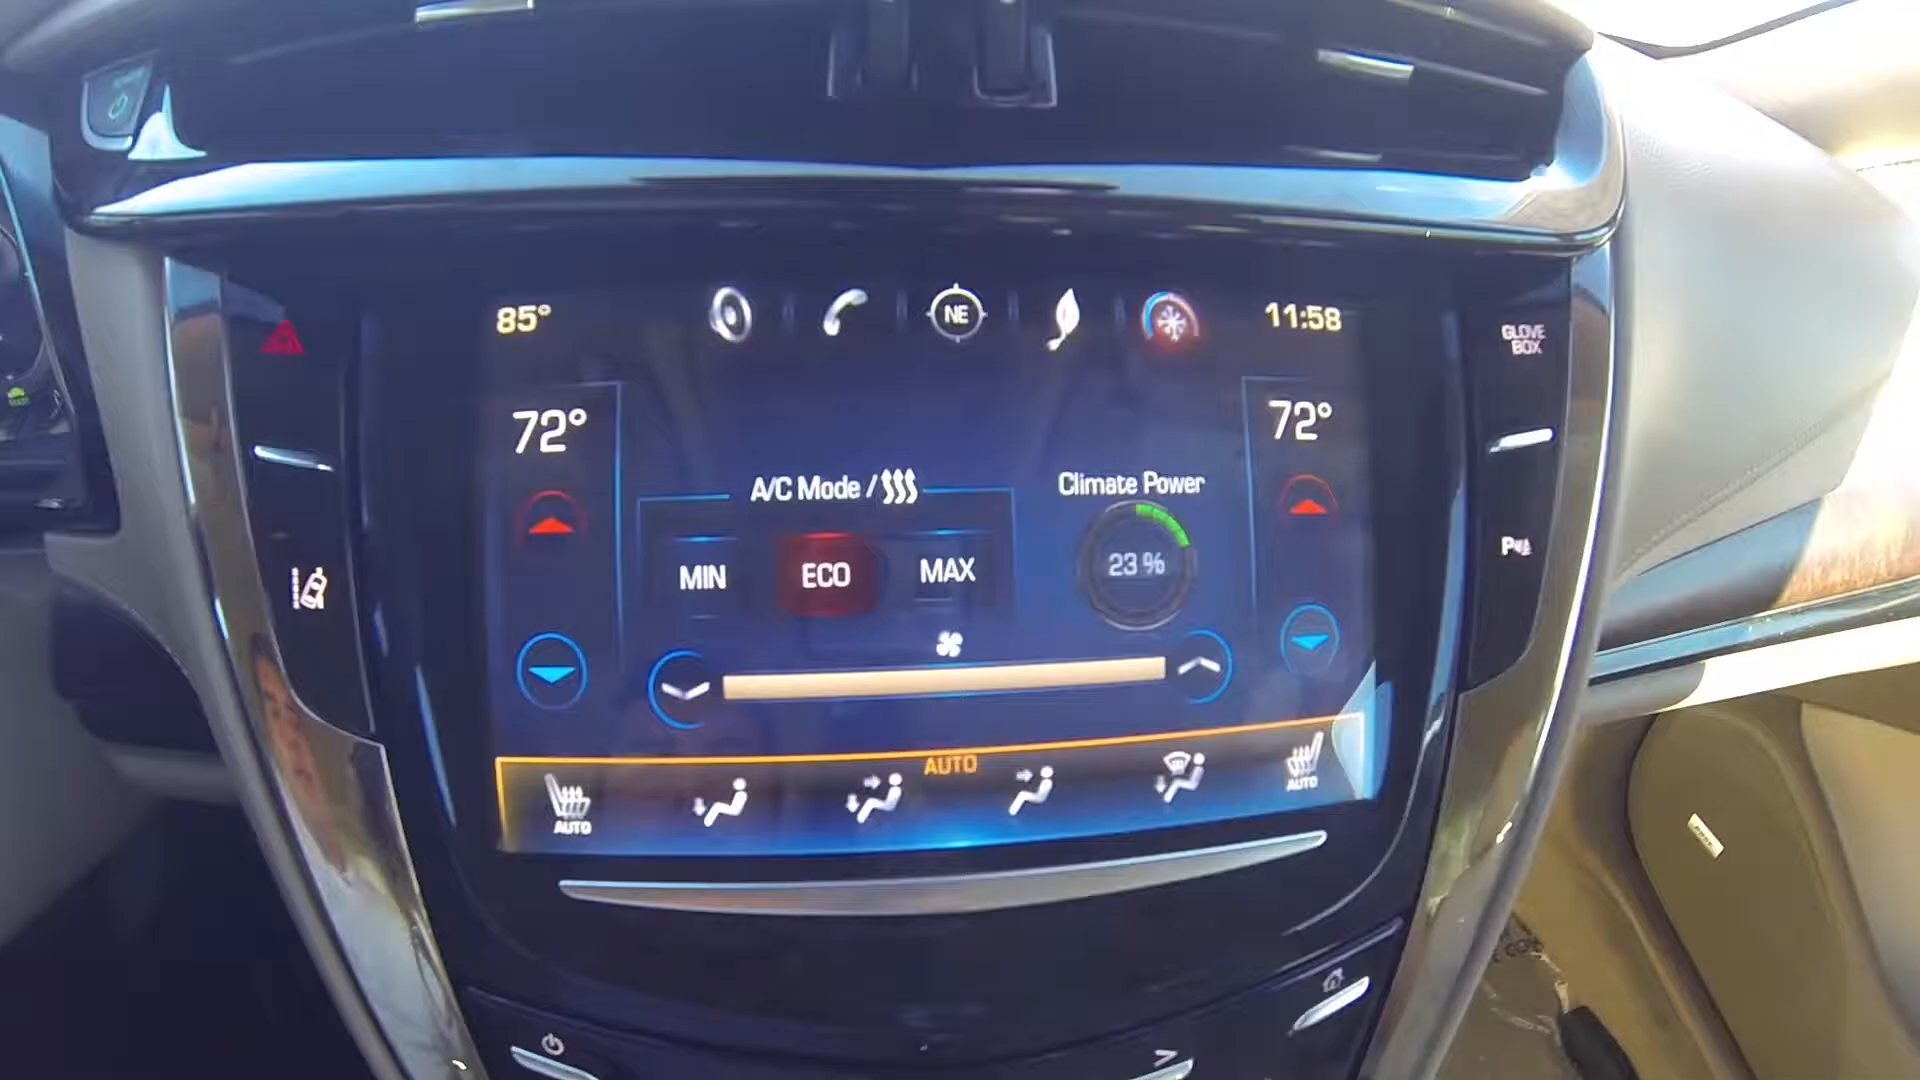 85°
NE
11:58
GLOVE
BOX
72°
72°
A/C Mode /
Climate Power
MIN
ECO
MAX
23 %
AUTO
AUTO
AUTO